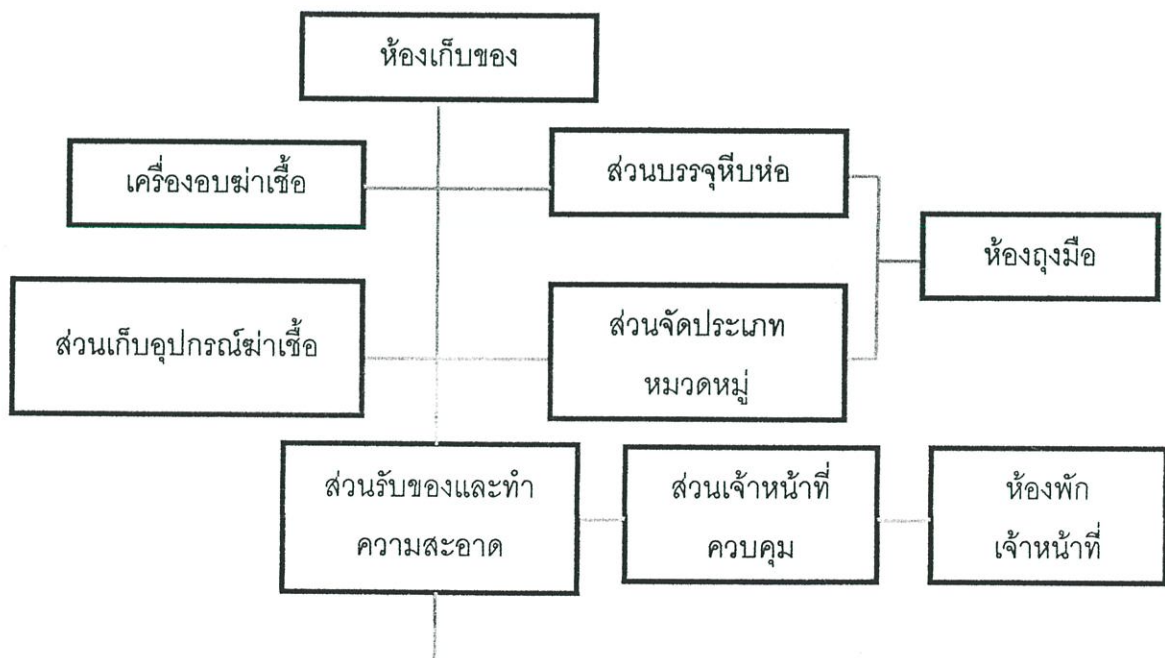 ห้องเก็บของ
เครื่องอบฆ่าเชื้อ
ส่วนบรรจุหีบห่อ
ห้องถุงมือ
ส่วนเก็บอุปกรณ์ฆ่าเชื้อ
ส่วนจัดประเภท
หมวดหมู่
ส่วนรับของและทำ
ความสะอาด
ส่วนเจ้าหน้าที่
ควบคุม
ห้องพัก
เจ้าหน้าที่